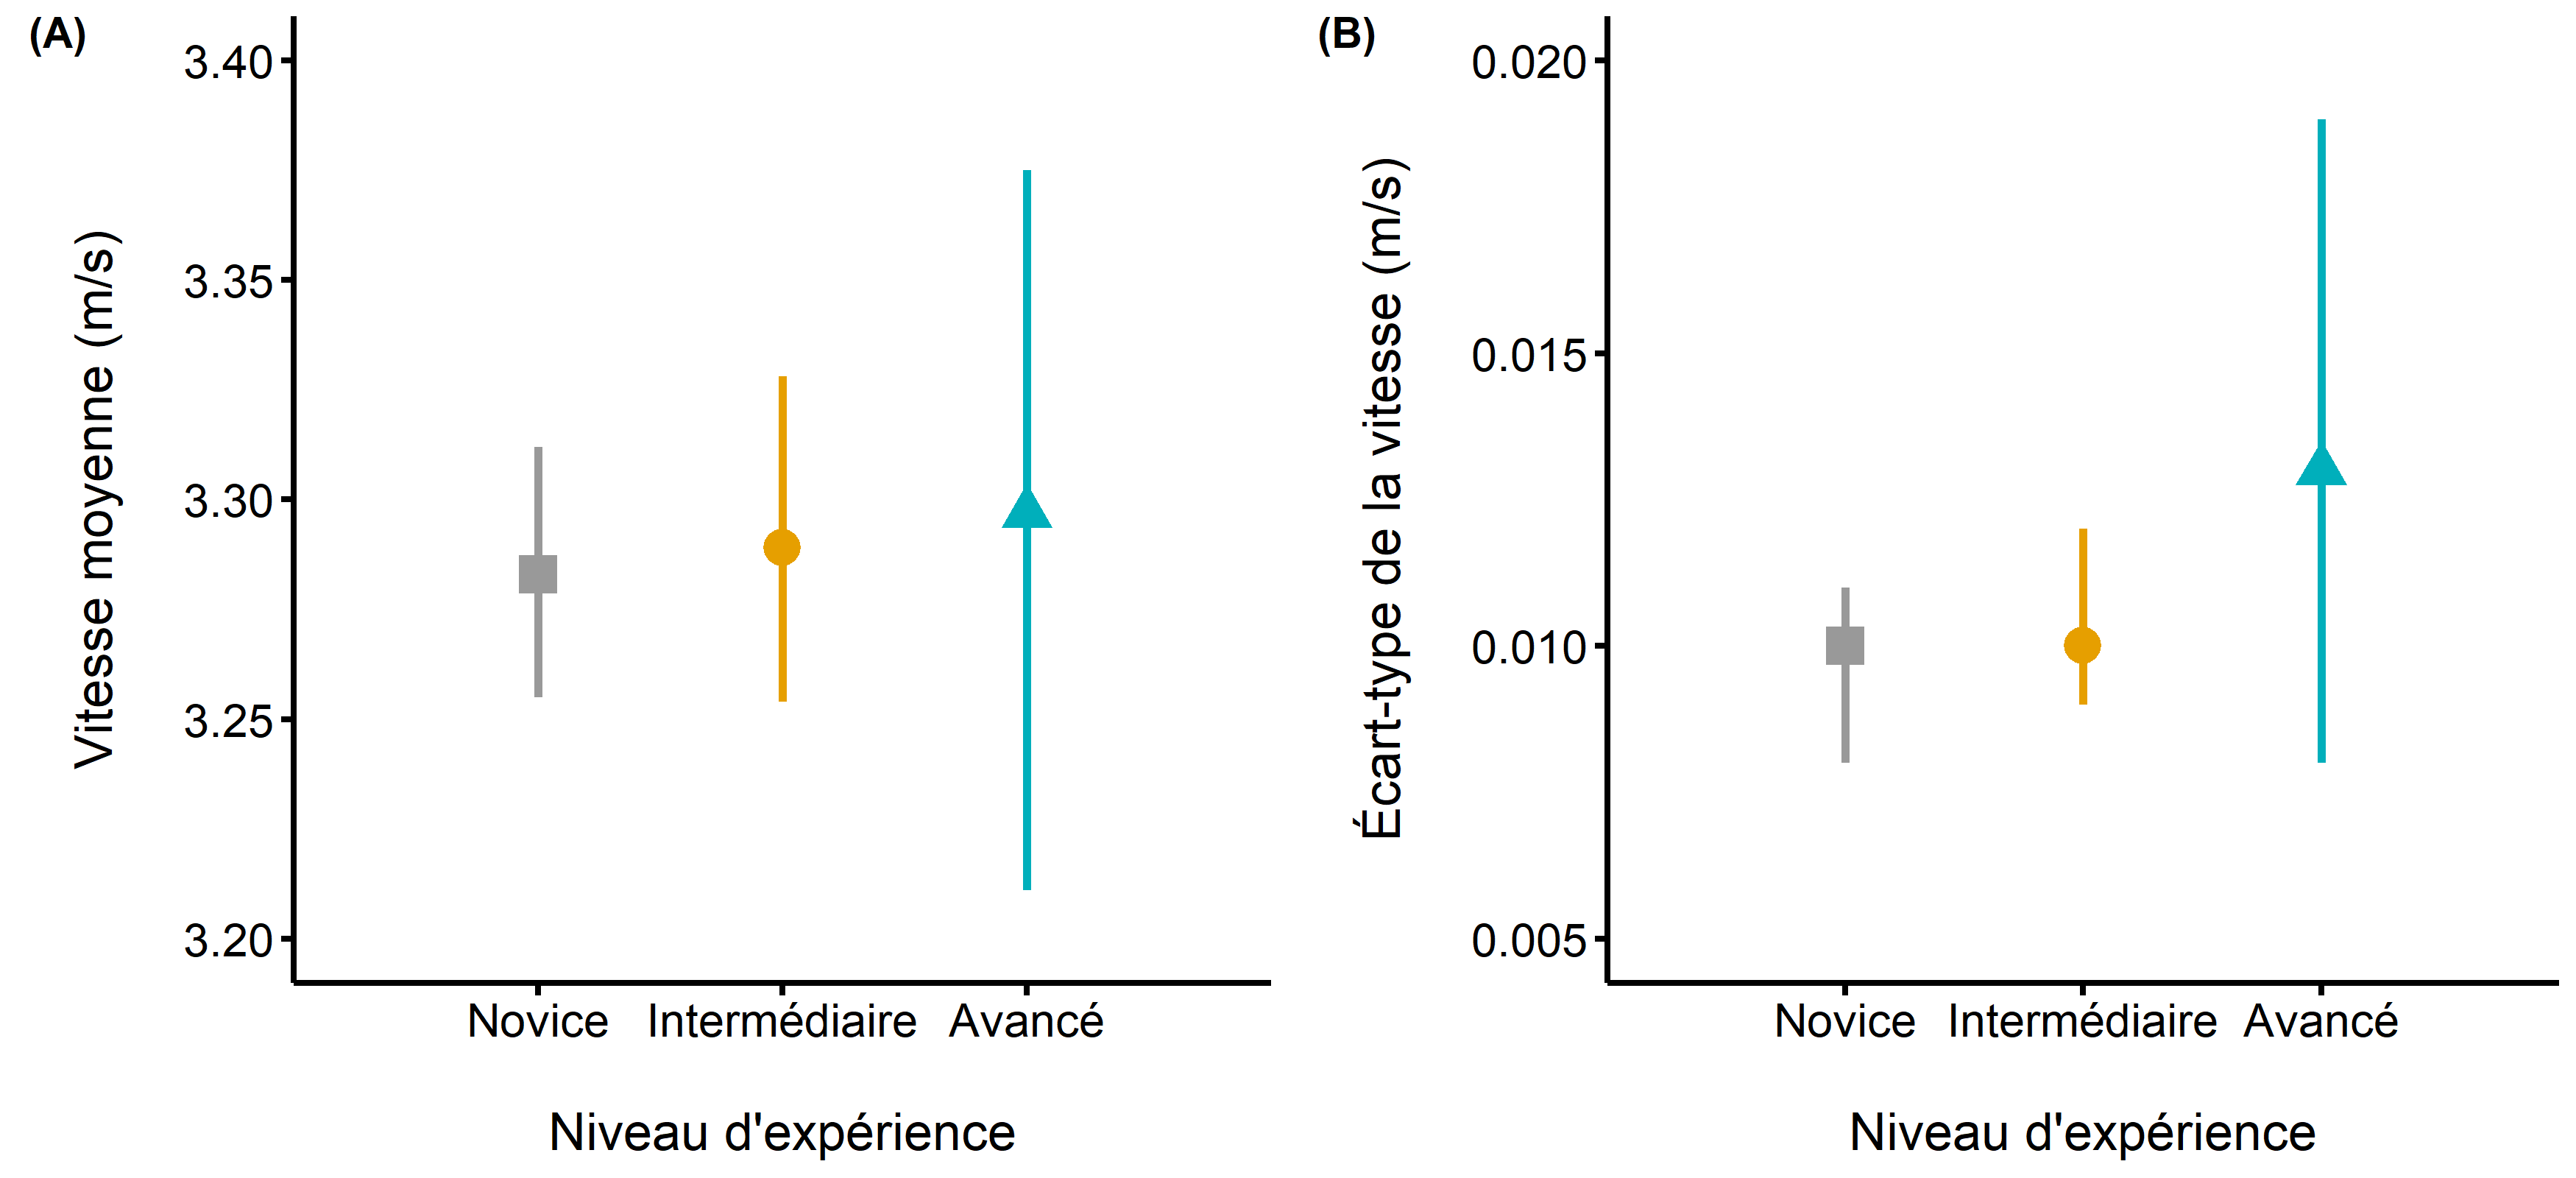 (A)
Vitesse moyenne (m/s)
3.40
3.35
3.30
3.25
3.20
Novice Intermédiaire Avancé
Niveau d'expérience
(B)
Écart-type de la vitesse (m/s)
0.020
0.015
0.010
0.005
Novice Intermédiaire Avancé
Niveau d'expérience